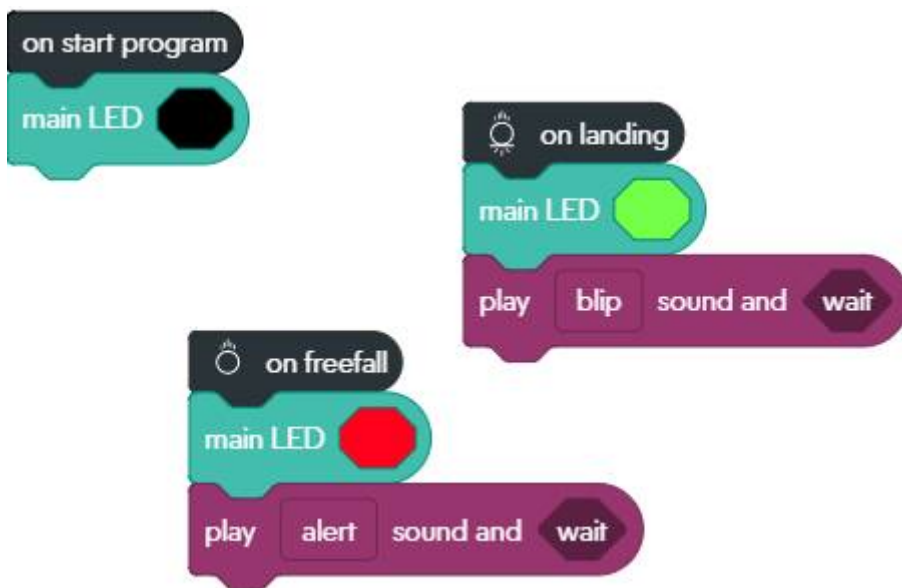 on start program
main LED
on landing
main LED
play blip sound and wait
on freefall
main LED
play alert sound and wait